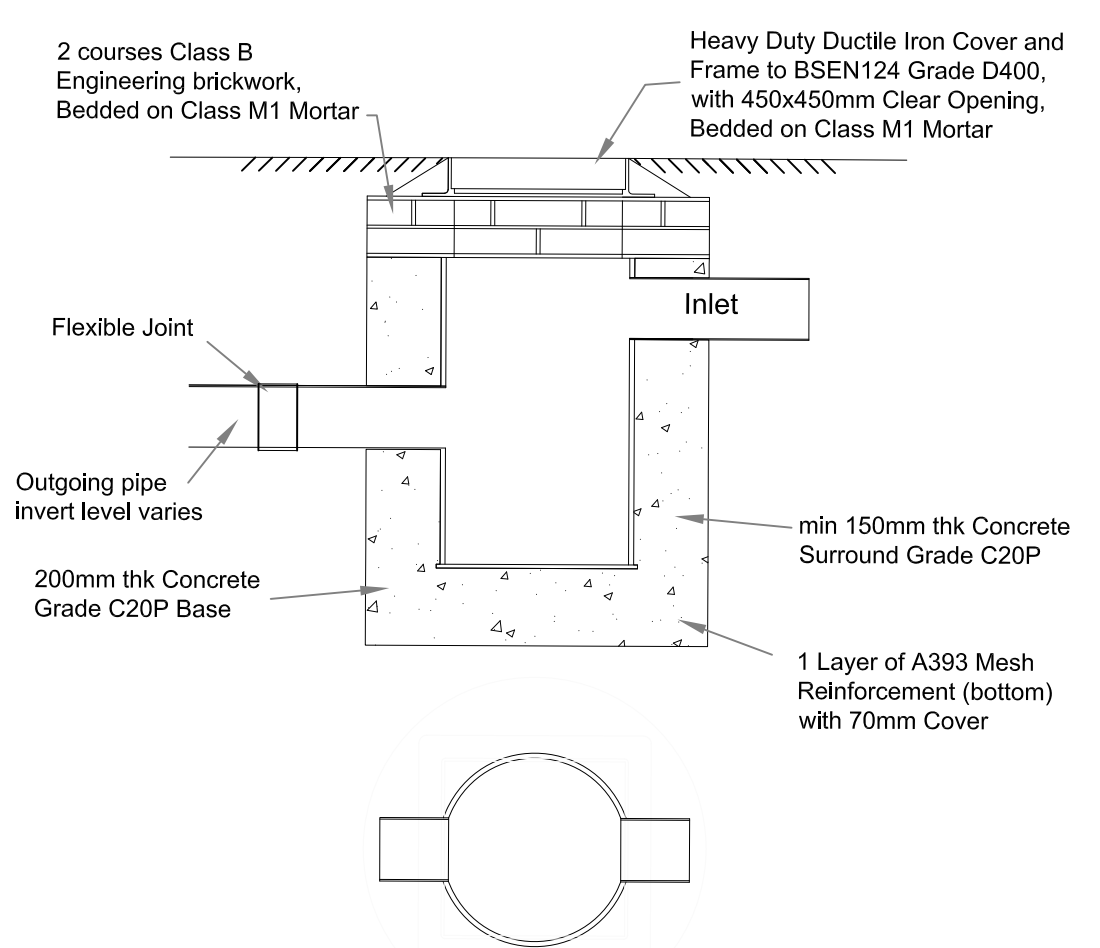 2 courses Class B
Engineering brickwork,
Bedded on Class M1 Mortar
Heavy Duty Ductile Iron Cover and
Frame to BSEN124 Grade D400,
with 450x450mm Clear Opening,
Bedded on Class M1 Mortar
Inlet
Flexible Joint
Outgoing pipe
invert level varies
min 150mm thk Concrete
Surround Grade C20P
200mm thk Concrete
Grade C20P Base
1 Layer of A393 Mesh
Reinforcement (bottom)
with 70mm Cover